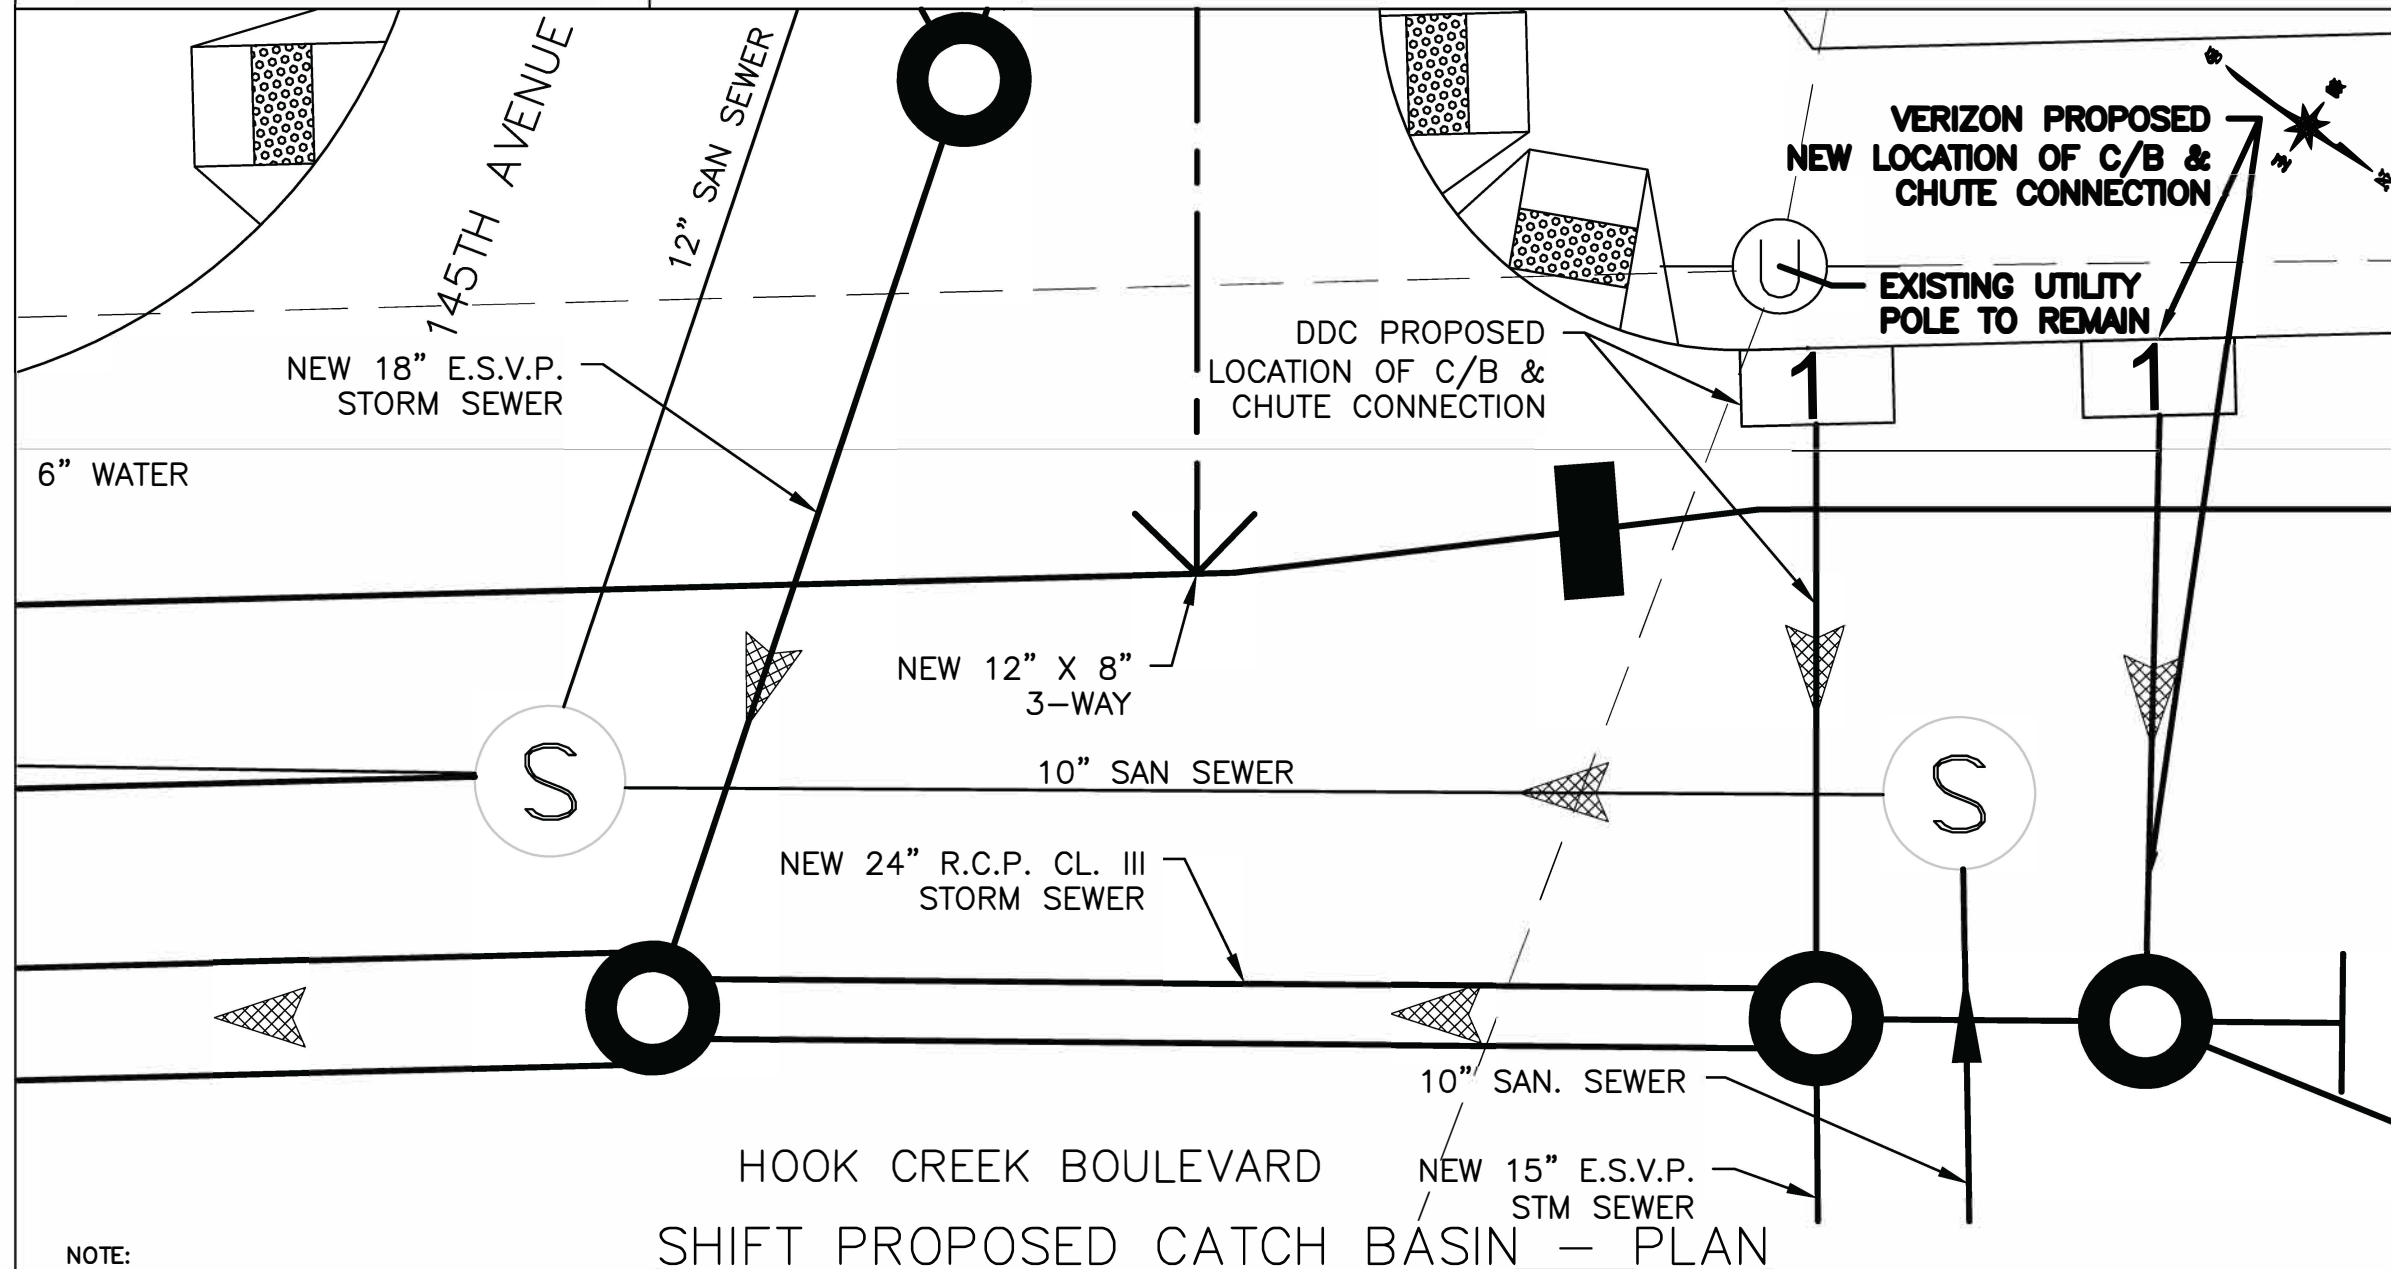 145TH AVENUE
12” SAN SEWER
VERIZON PROPOSED
NEW LOCATION OF C/B &
CHUTE CONNECTION
U
EXISTING UTILITY
POLE TO REMAIN
DDC PROPOSED
LOCATION OF C/B &
CHUTE CONNECTION
1
1
NEW 18” E.S.V.P.
STORM SEWER
6” WATER
NEW 12” X 8”
3-WAY
S
10” SAN SEWER
S
NEW 24” R.C.P. CL. III
STORM SEWER
10” SAN. SEWER
HOOK CREEK BOULEVARD
NEW 15” E.S.V.P.
STM SEWER
SHIFT PROPOSED CATCH BASIN – PLAN
NOTE: